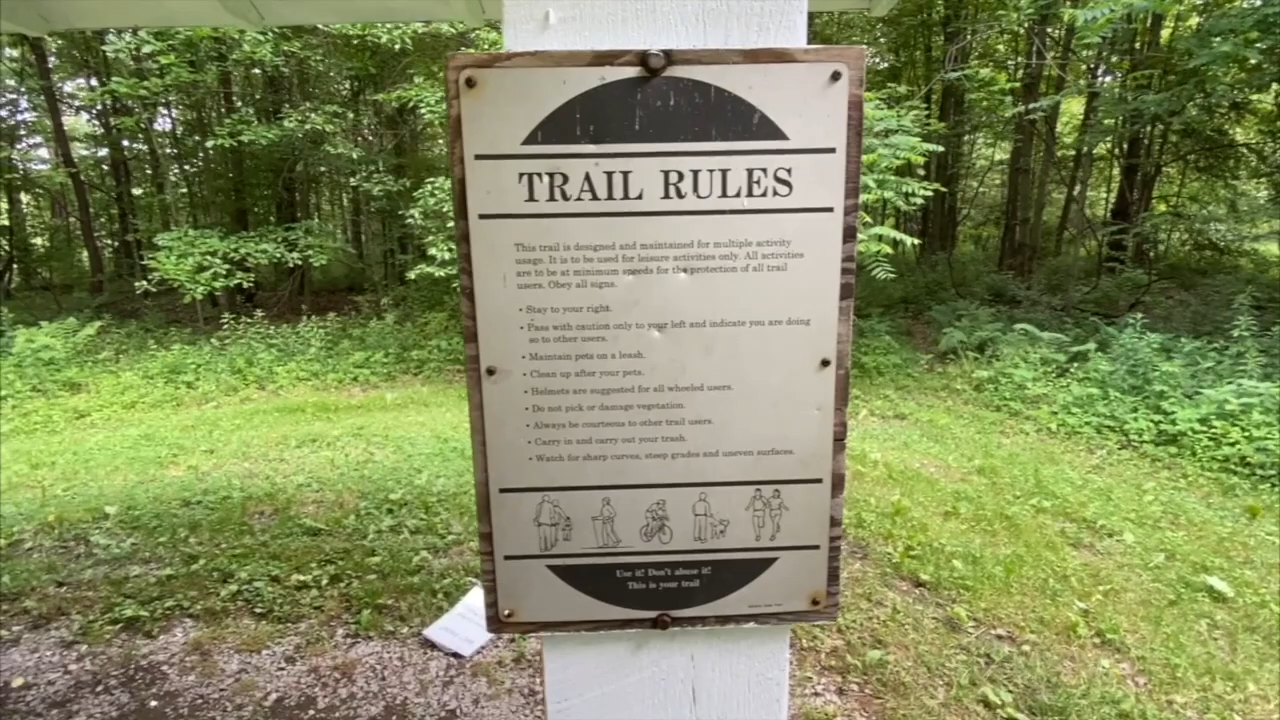 TRAIL RULES
This trail is designed and maintained for multiple activity
usage. It is to be used for leisure activities only. All activities
are to be at minimum speeds for the protection of all trail
users. Obey all signs.
• Stay to your right.
• Pass with caution only to your left and indicate you are doing
so to other users.
• Maintain pets on a leash.
• Clean up after your pets.
• Helmets are suggested for all wheeled users.
• Do not pick or damage vegetation.
• Always be courteous to other trail users.
• Carry in and carry out your trash.
• Watch for sharp curves, steep grades and uneven surfaces.
Use it! Don't abuse it!
This is your trail